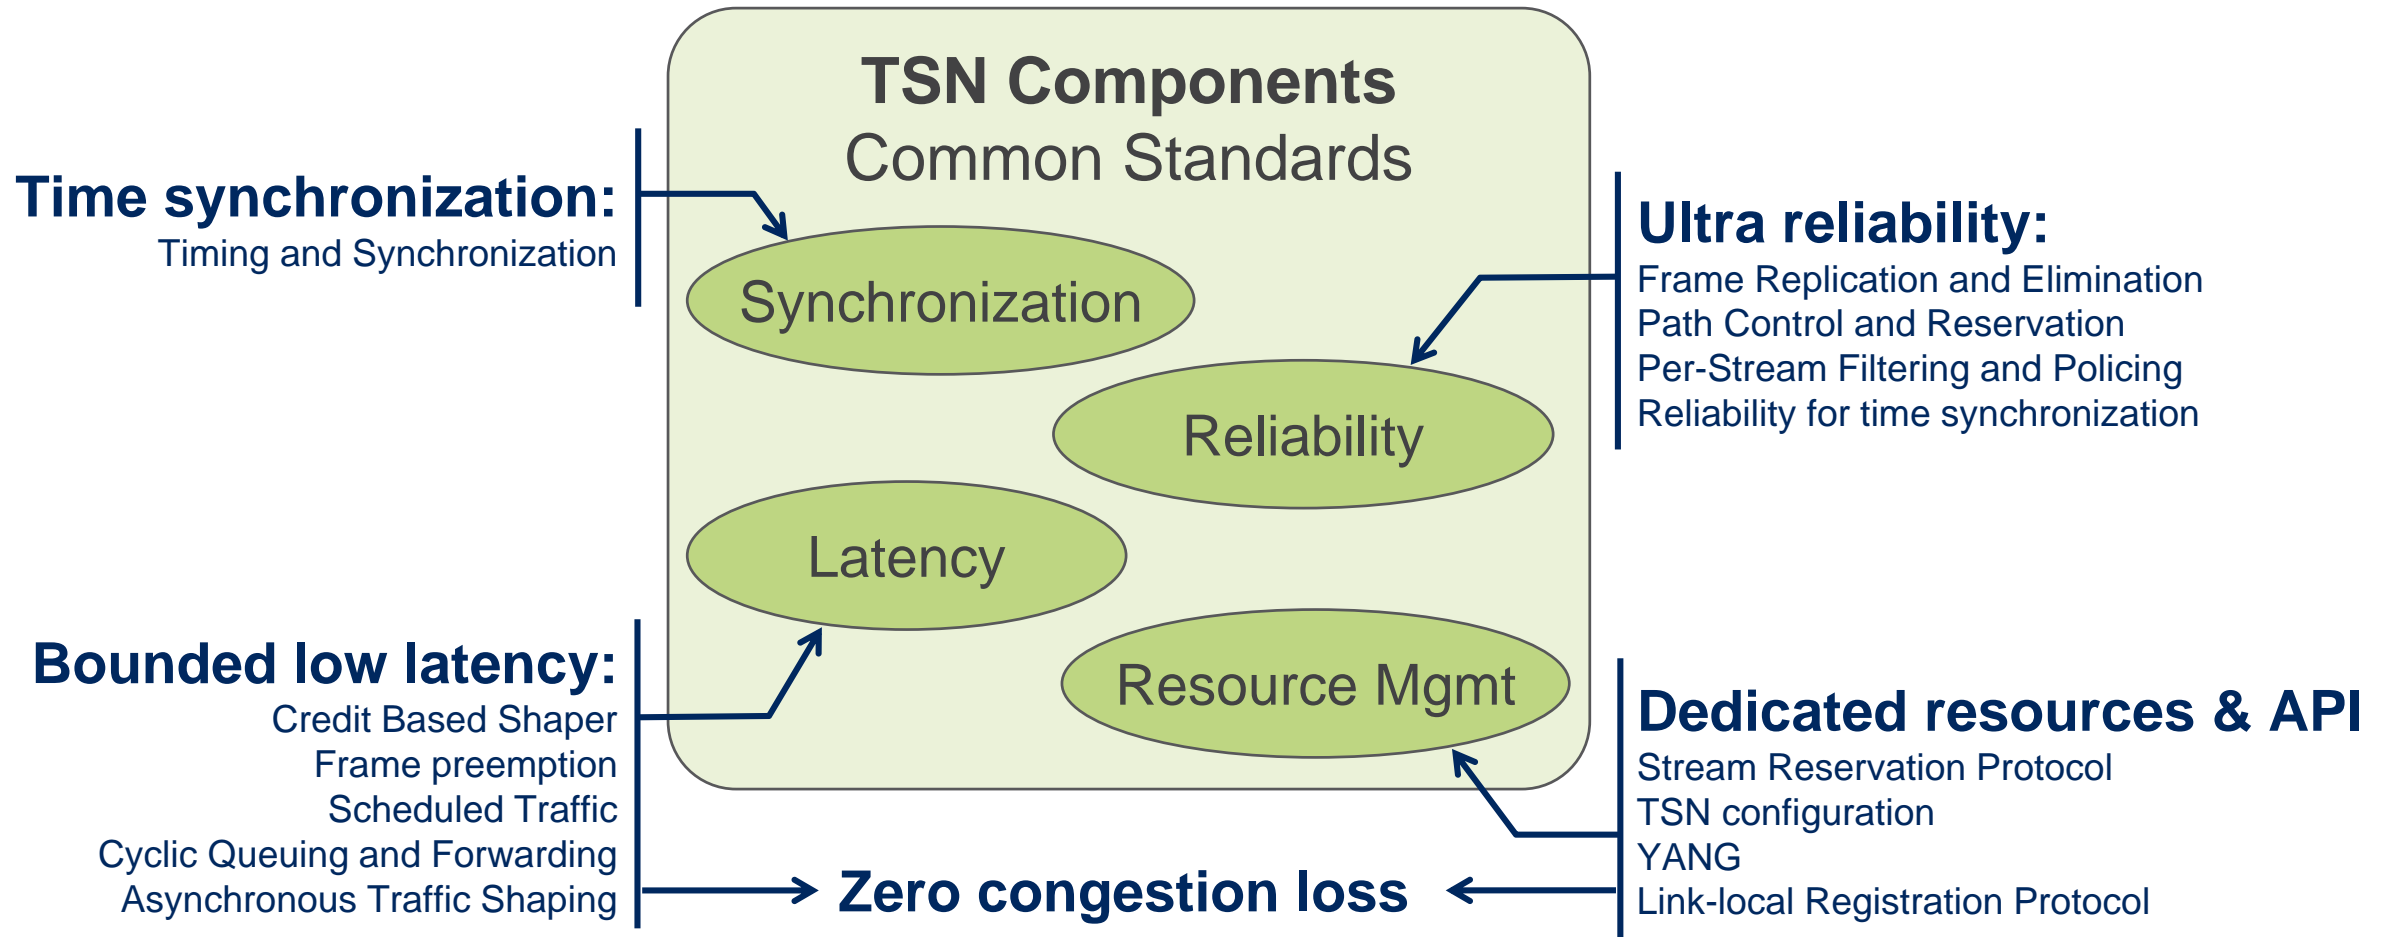 TSN Components
Common Standards
Time synchronization:
Timing and Synchronization
Synchronization
Ultra reliability:
Frame Replication and Elimination
Path Control and Reservation
Per-Stream Filtering and Policing
Reliability for time synchronization
Reliability
Latency
Bounded low latency:
Credit Based Shaper
Frame preemption
Scheduled Traffic
Cyclic Queuing and Forwarding
Asynchronous Traffic Shaping
Resource Mgmt
Dedicated resources & API
Stream Reservation Protocol
TSN configuration
YANG
Link-local Registration Protocol
Zero congestion loss